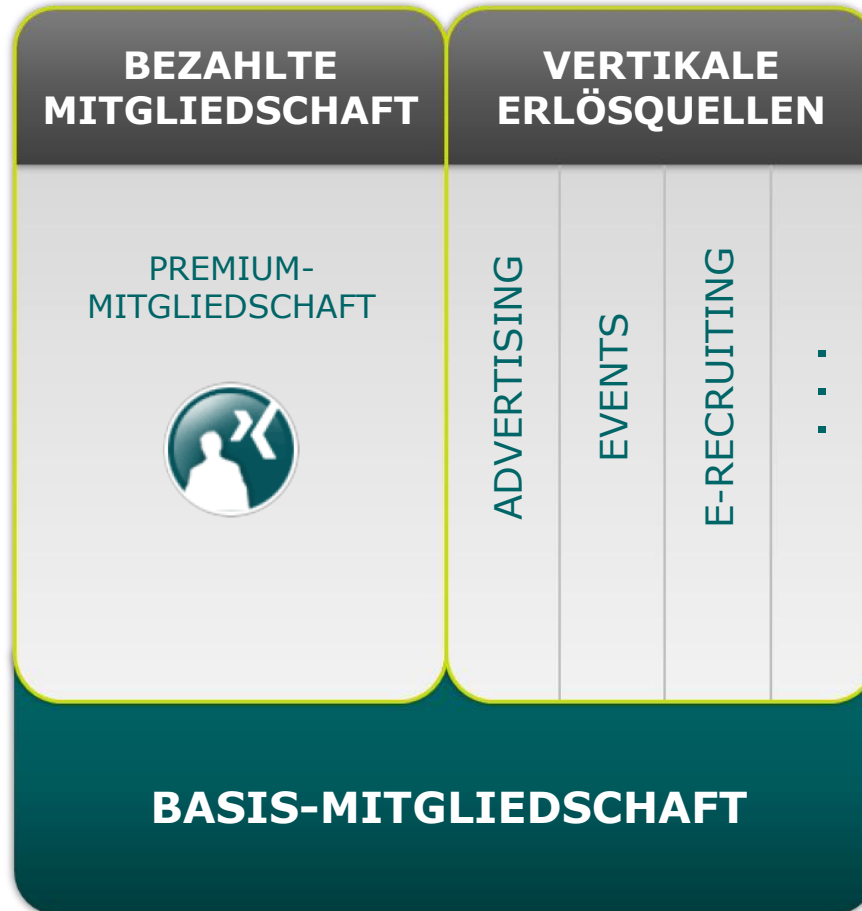 BEZAHLTE
MITGLIEDSCHAFT
VERTIKALE
ERLÖSQUELLEN
PREMIUM-
MITGLIEDSCHAFT
ADVERTISING
EVENTS
E-RECRUITING
...
BASIS-MITGLIEDSCHAFT